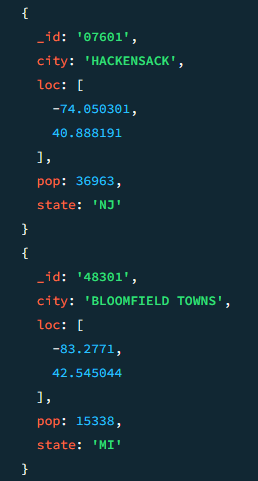 {
_id: '07601',
city: 'HACKENSACK',
loc: [
-74.050301,
40.888191
],
pop: 36963,
state: 'NJ'
}
{
_id: '48301',
city: 'BLOOMFIELD TOWNS',
loc: [
-83.2771,
42.545044
],
pop: 15338,
state: 'MI'
}